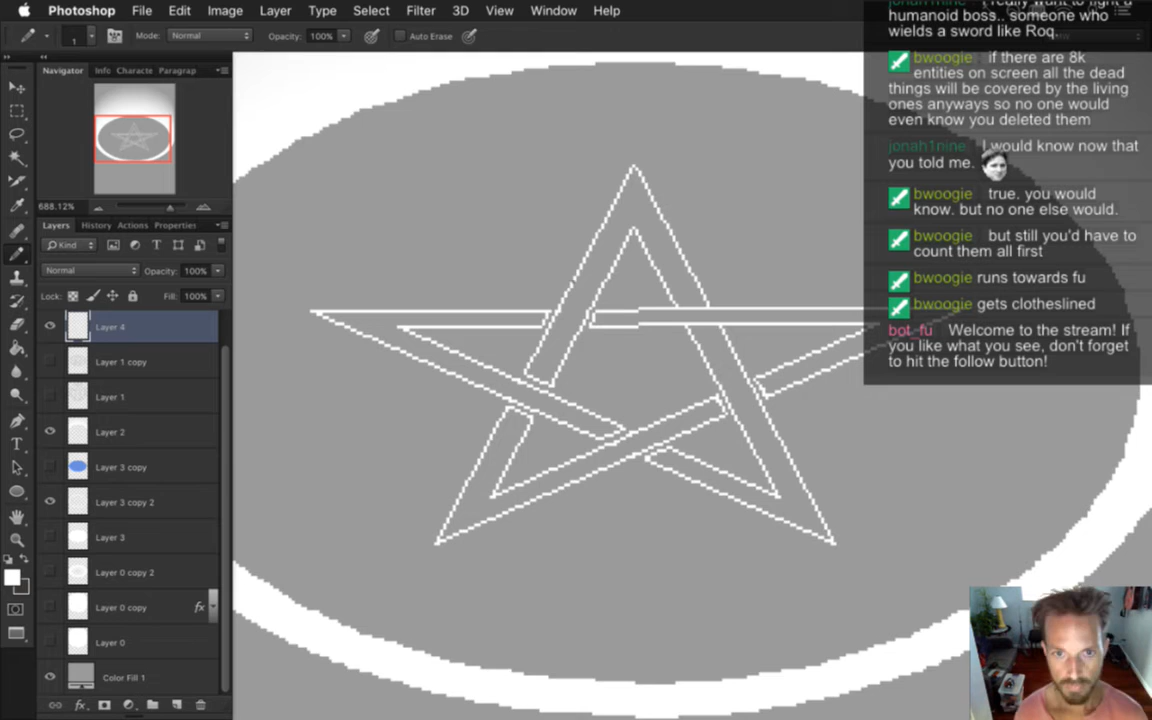 Photoshop File Edit Image Layer Type Select Filter 3D View Window Help
1 Mode: Normal Opacity: 100% Auto Erase
Navigator Info Characte Paragrap
688.12%
Layers History Actions Properties
Kind
Normal Opacity: 100%
Lock: Fill: 100%
Layer 4
Layer 1 copy
Layer 1
Layer 2
Layer 3 copy
Layer 3 copy 2
Layer 3
Layer 0 copy 2
Layer 0 copy fx
Layer 0
Color Fill 1
fx
humanoid boss.. someone who
wields a sword like Roq.
bwoogie if there are 8k
entities on screen all the dead
things will be covered by the living
ones anyways so no one would
even know you deleted them
jonah1nine I would know now that
you told me.
bwoogie true. you would
know. but no one else would.
bwoogie but still you'd have to
count them all first
bwoogie runs towards fu
bwoogie gets clotheslined
bot_fu Welcome to the stream! If
you like what you see, don't forget
to hit the follow button!